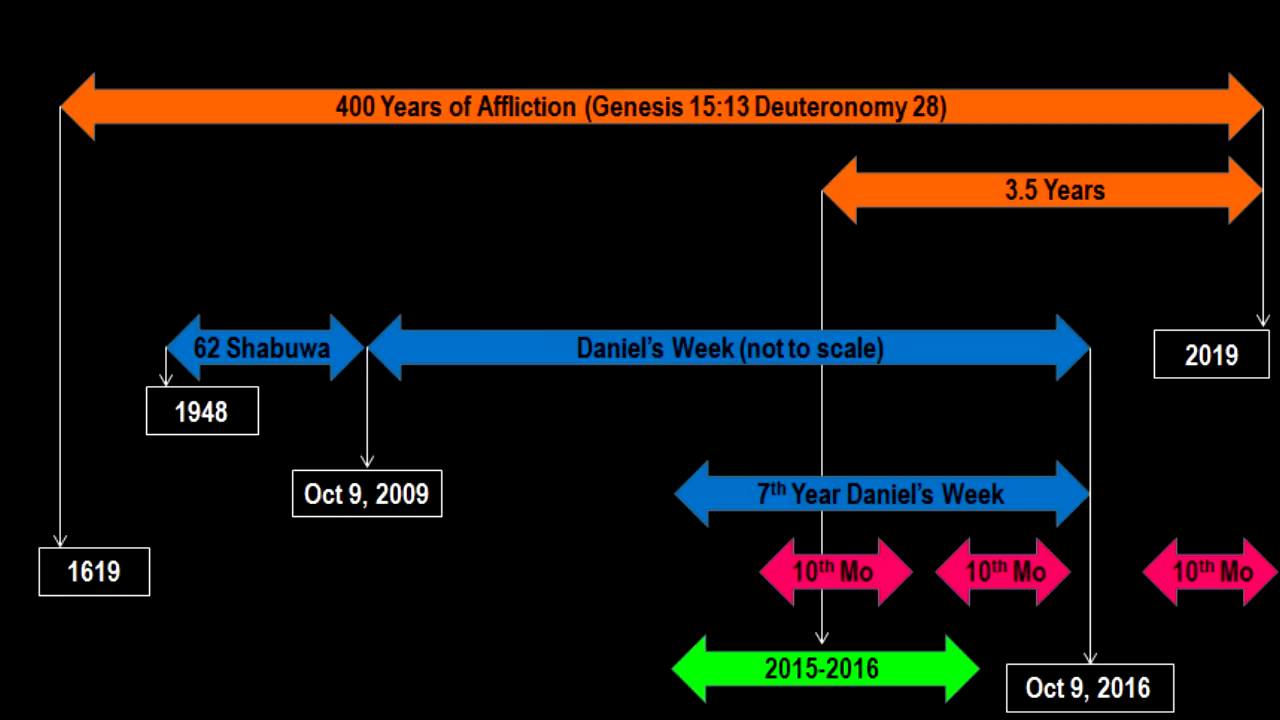 400 Years of Affliction (Genesis 15:13 Deuteronomy 28)
3.5 Years
62 Shabuwa
Daniel's Week (not to scale)
2019
1948
Oct 9, 2009
7th Year Daniel's Week
1619
10th Mo
10th Mo
10th Mo
2015-2016
Oct 9, 2016